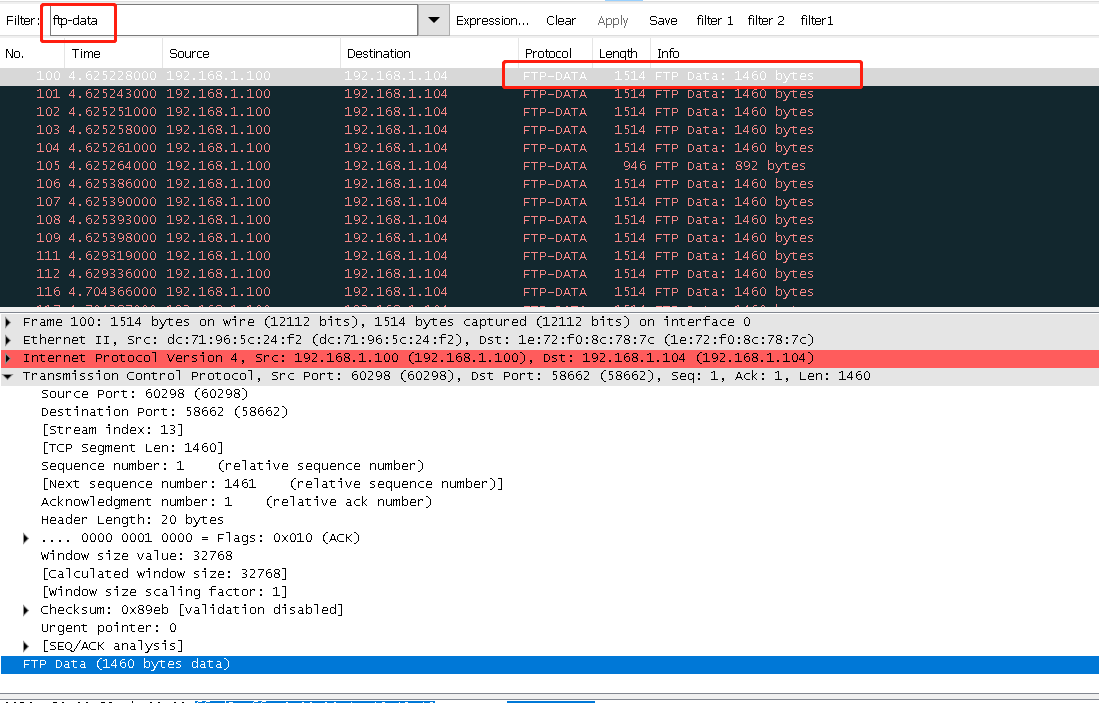 Filter: ftp-data Expression... Clear Apply Save filter 1 filter 2 filter1
No. Time Source Destination Protocol Length Info
100 4.625228000 192.168.1.100 192.168.1.104 FTP-DATA 1514 FTP Data: 1460 bytes
101 4.625243000 192.168.1.100 192.168.1.104 FTP-DATA 1514 FTP Data: 1460 bytes
102 4.625251000 192.168.1.100 192.168.1.104 FTP-DATA 1514 FTP Data: 1460 bytes
103 4.625258000 192.168.1.100 192.168.1.104 FTP-DATA 1514 FTP Data: 1460 bytes
104 4.625261000 192.168.1.100 192.168.1.104 FTP-DATA 1514 FTP Data: 1460 bytes
105 4.625264000 192.168.1.100 192.168.1.104 FTP-DATA 946 FTP Data: 892 bytes
106 4.625386000 192.168.1.100 192.168.1.104 FTP-DATA 1514 FTP Data: 1460 bytes
107 4.625390000 192.168.1.100 192.168.1.104 FTP-DATA 1514 FTP Data: 1460 bytes
108 4.625393000 192.168.1.100 192.168.1.104 FTP-DATA 1514 FTP Data: 1460 bytes
109 4.625398000 192.168.1.100 192.168.1.104 FTP-DATA 1514 FTP Data: 1460 bytes
111 4.629319000 192.168.1.100 192.168.1.104 FTP-DATA 1514 FTP Data: 1460 bytes
112 4.629336000 192.168.1.100 192.168.1.104 FTP-DATA 1514 FTP Data: 1460 bytes
116 4.704366000 192.168.1.100 192.168.1.104 FTP-DATA 1514 FTP Data: 1460 bytes
Frame 100: 1514 bytes on wire (12112 bits), 1514 bytes captured (12112 bits) on interface 0
Ethernet II, Src: dc:71:96:5c:24:f2 (dc:71:96:5c:24:f2), Dst: 1e:72:f0:8c:78:7c (1e:72:f0:8c:78:7c)
Internet Protocol Version 4, Src: 192.168.1.100 (192.168.1.100), Dst: 192.168.1.104 (192.168.1.104)
Transmission Control Protocol, Src Port: 60298 (60298), Dst Port: 58662 (58662), Seq: 1, Ack: 1, Len: 1460
Source Port: 60298 (60298)
Destination Port: 58662 (58662)
[Stream index: 13]
[TCP Segment Len: 1460]
Sequence number: 1 (relative sequence number)
[Next sequence number: 1461 (relative sequence number)]
Acknowledgment number: 1 (relative ack number)
Header Length: 20 bytes
.... 0000 0001 0000 = Flags: 0x010 (ACK)
Window size value: 32768
[Calculated window size: 32768]
[Window size scaling factor: 1]
Checksum: 0x89eb [validation disabled]
Urgent pointer: 0
[SEQ/ACK analysis]
FTP Data (1460 bytes data)